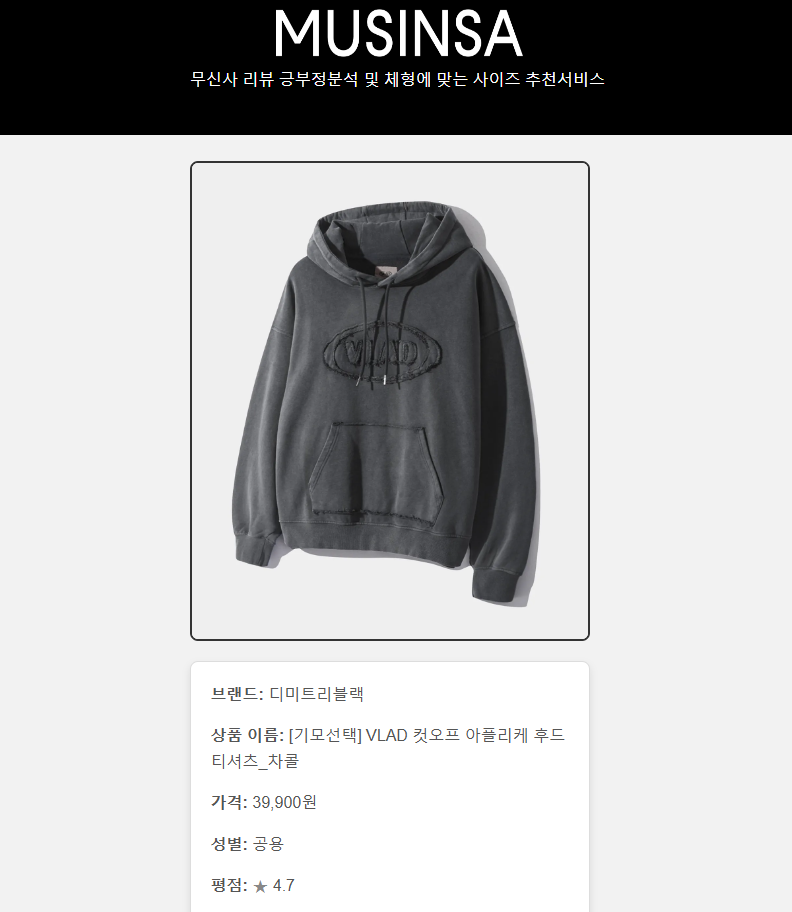 MUSINSA
무신사 리뷰 긍부정분석 및 체형에 맞는 사이즈 추천서비스
VLAD
브랜드: 디미트리블랙
상품 이름: [기모선택] VLAD 컷오프 아플리케 후드
티셔츠_차콜
가격: 39,900원
성별: 공용
평점: ★ 4.7